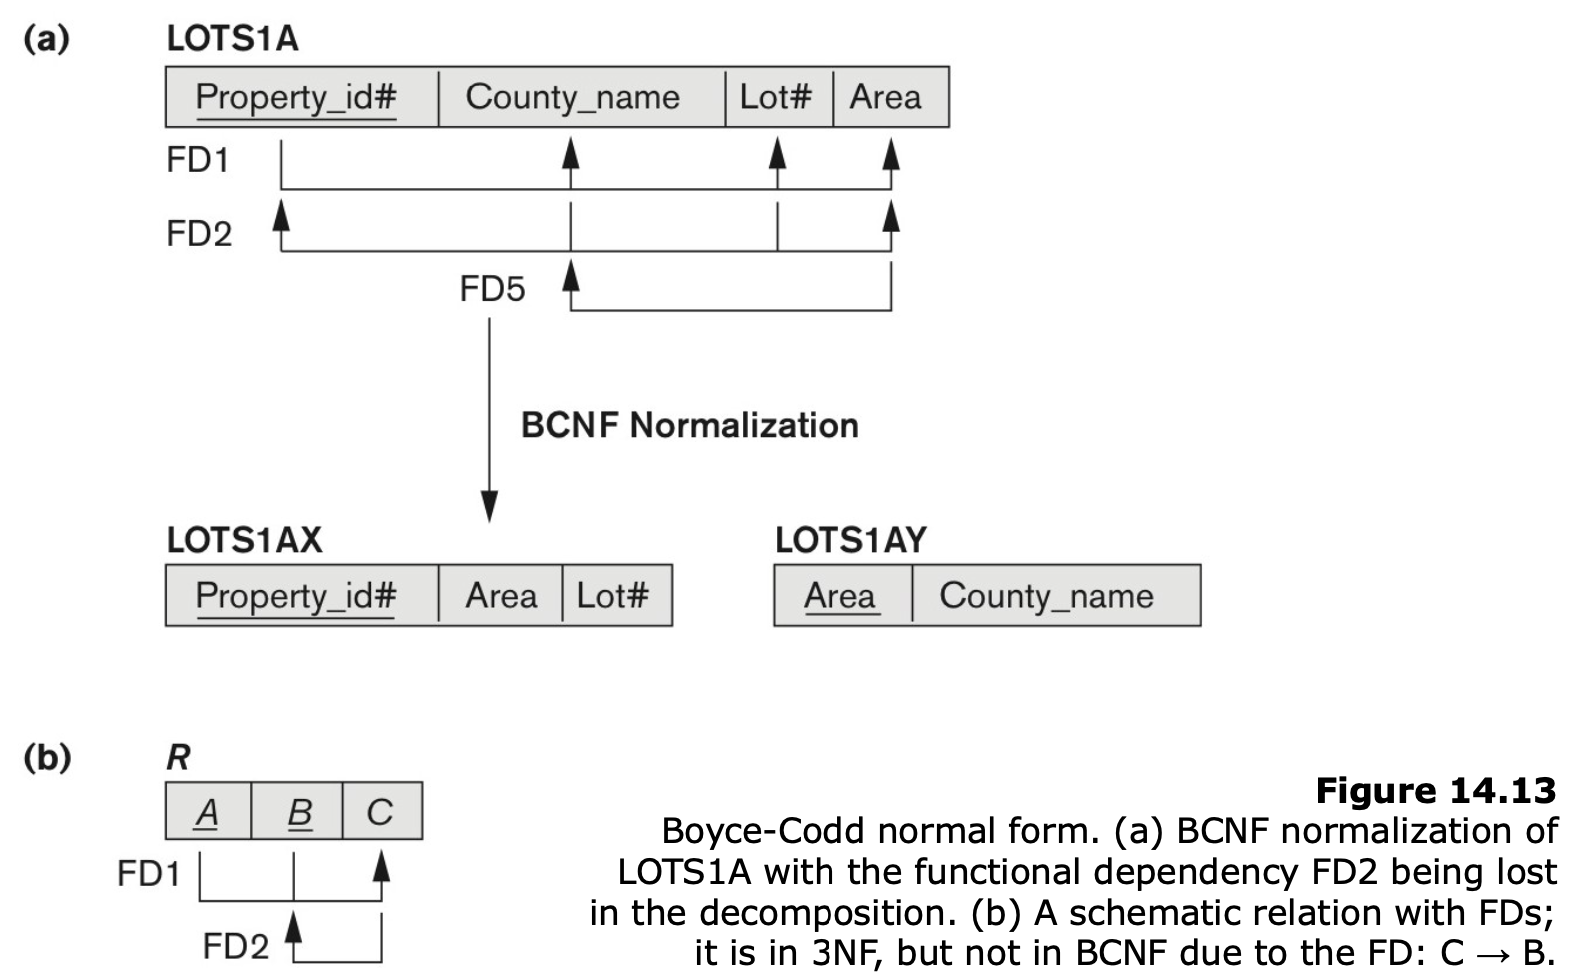 (a) LOTS1A
Property_id# County_name Lot# Area
FD1
FD2
FD5
BCNF Normalization
LOTS1AX LOTS1AY
Property_id# Area Lot# Area County_name
(b) R
A B C
FD1
FD2
Figure 14.13
Boyce-Codd normal form. (a) BCNF normalization of
LOTS1A with the functional dependency FD2 being lost
in the decomposition. (b) A schematic relation with FDs;
it is in 3NF, but not in BCNF due to the FD: C → B.